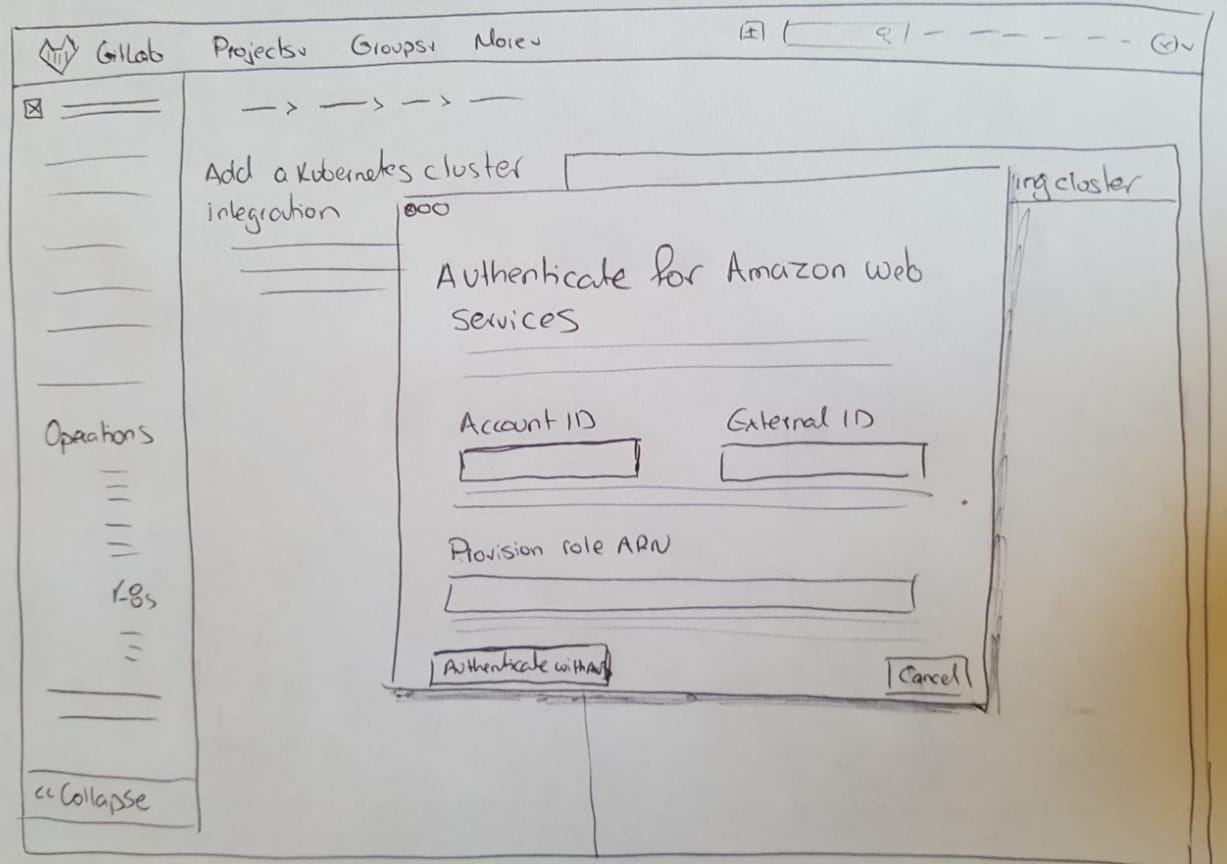 GitLab Projects Groups More
Add a Kubernetes cluster
integration
ing cluster
Authenticate for Amazon web
services
Account ID External ID
Operations
Provision role ARN
K8s
Authenticate with AWS
Cancel
<< Collapse